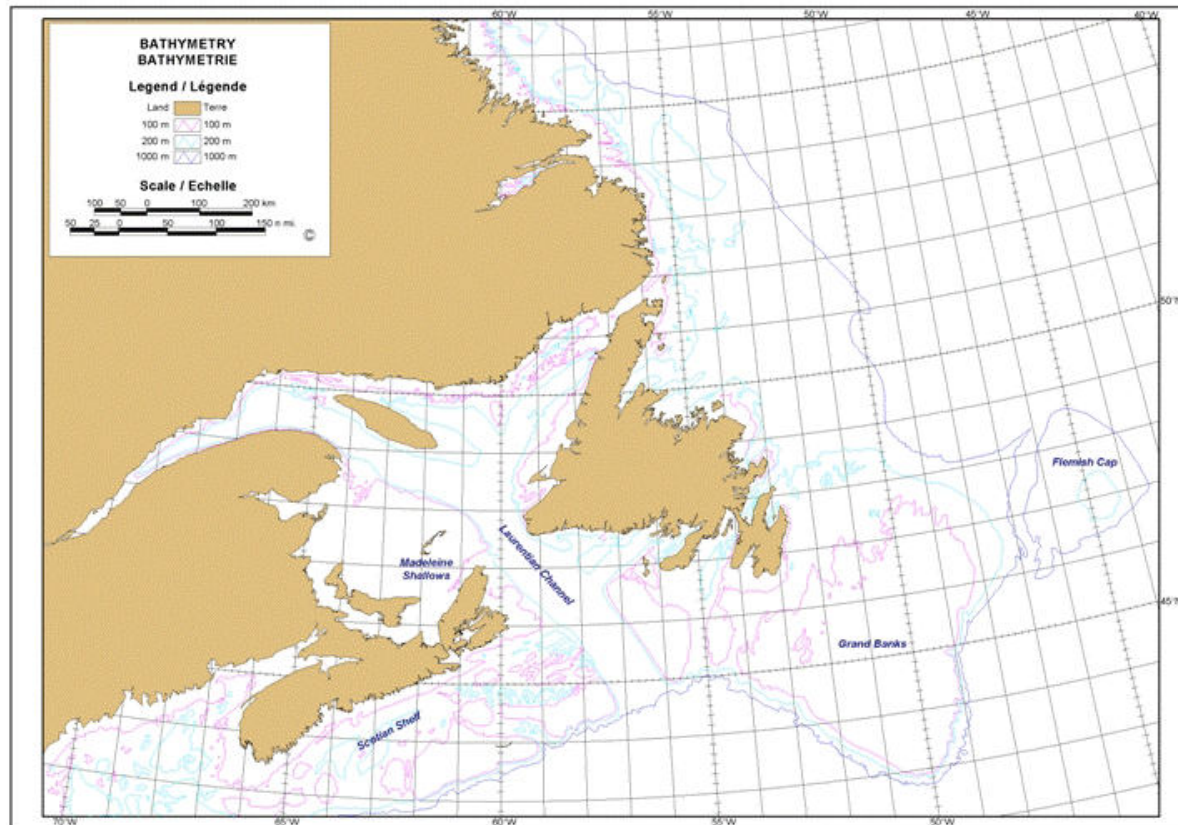 60°W
55°W
50°W
45°W
40°W
BATHYMETRY
BATHYMETRIE
Legend / Légende
Land Terre
100 m 100 m
200 m 200 m
1000 m 1000 m
Scale / Echelle
100 50 0 100 200 km
50 25 0 50 100 150 n mi.
©
50°N
Flemish Cap
Laurentian Channel
Madeleine
Shallows
45°N
Grand Banks
Scotian Shelf
70°W
65°W
60°W
55°W
50°W